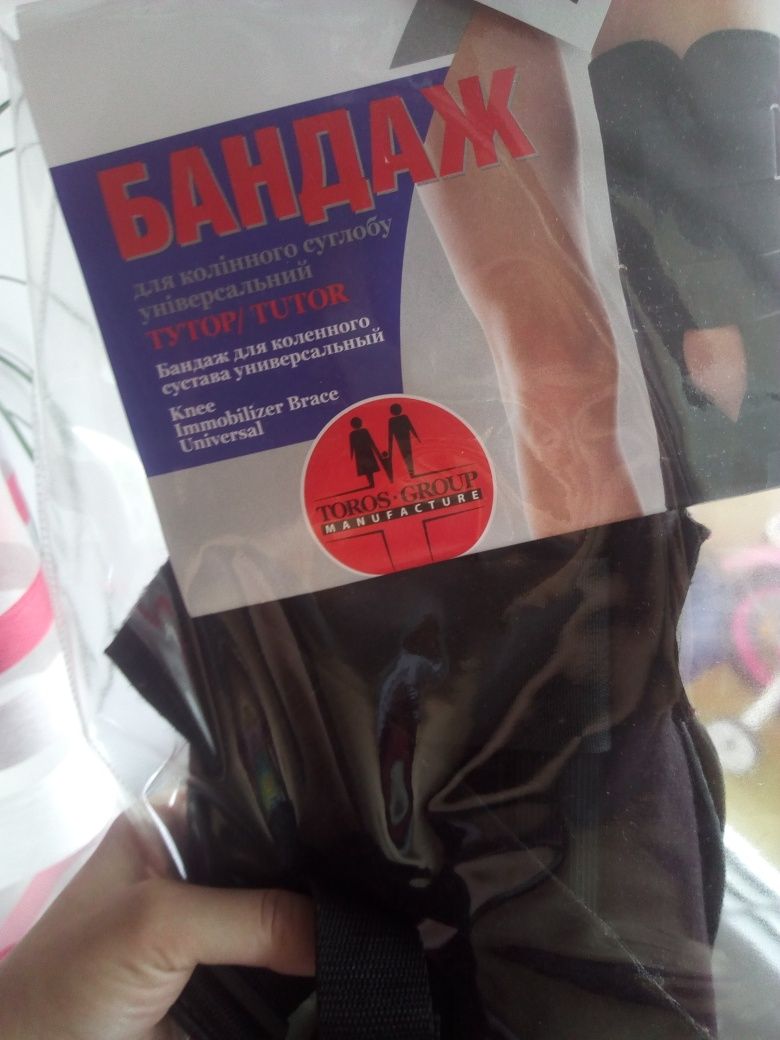 БАНДАЖ
для колінного суглобу
універсальний
ТУТОР/ TUTOR
Бандаж для коленного
сустава универсальный
Knee
Immobilizer Brace
Universal
TOROS·GROUP
MANUFACTURE